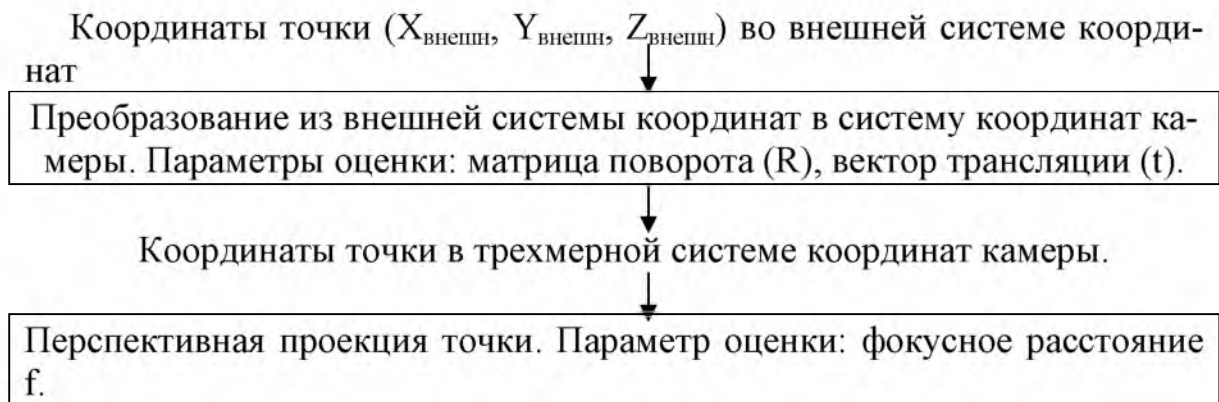 Координаты точки (Xвнешн, Yвнешн, Zвнешн) во внешней системе коорди-
нат
Преобразование из внешней системы координат в систему координат ка-
меры. Параметры оценки: матрица поворота (R), вектор трансляции (t).
Координаты точки в трехмерной системе координат камеры.
Перспективная проекция точки. Параметр оценки: фокусное расстояние
f.